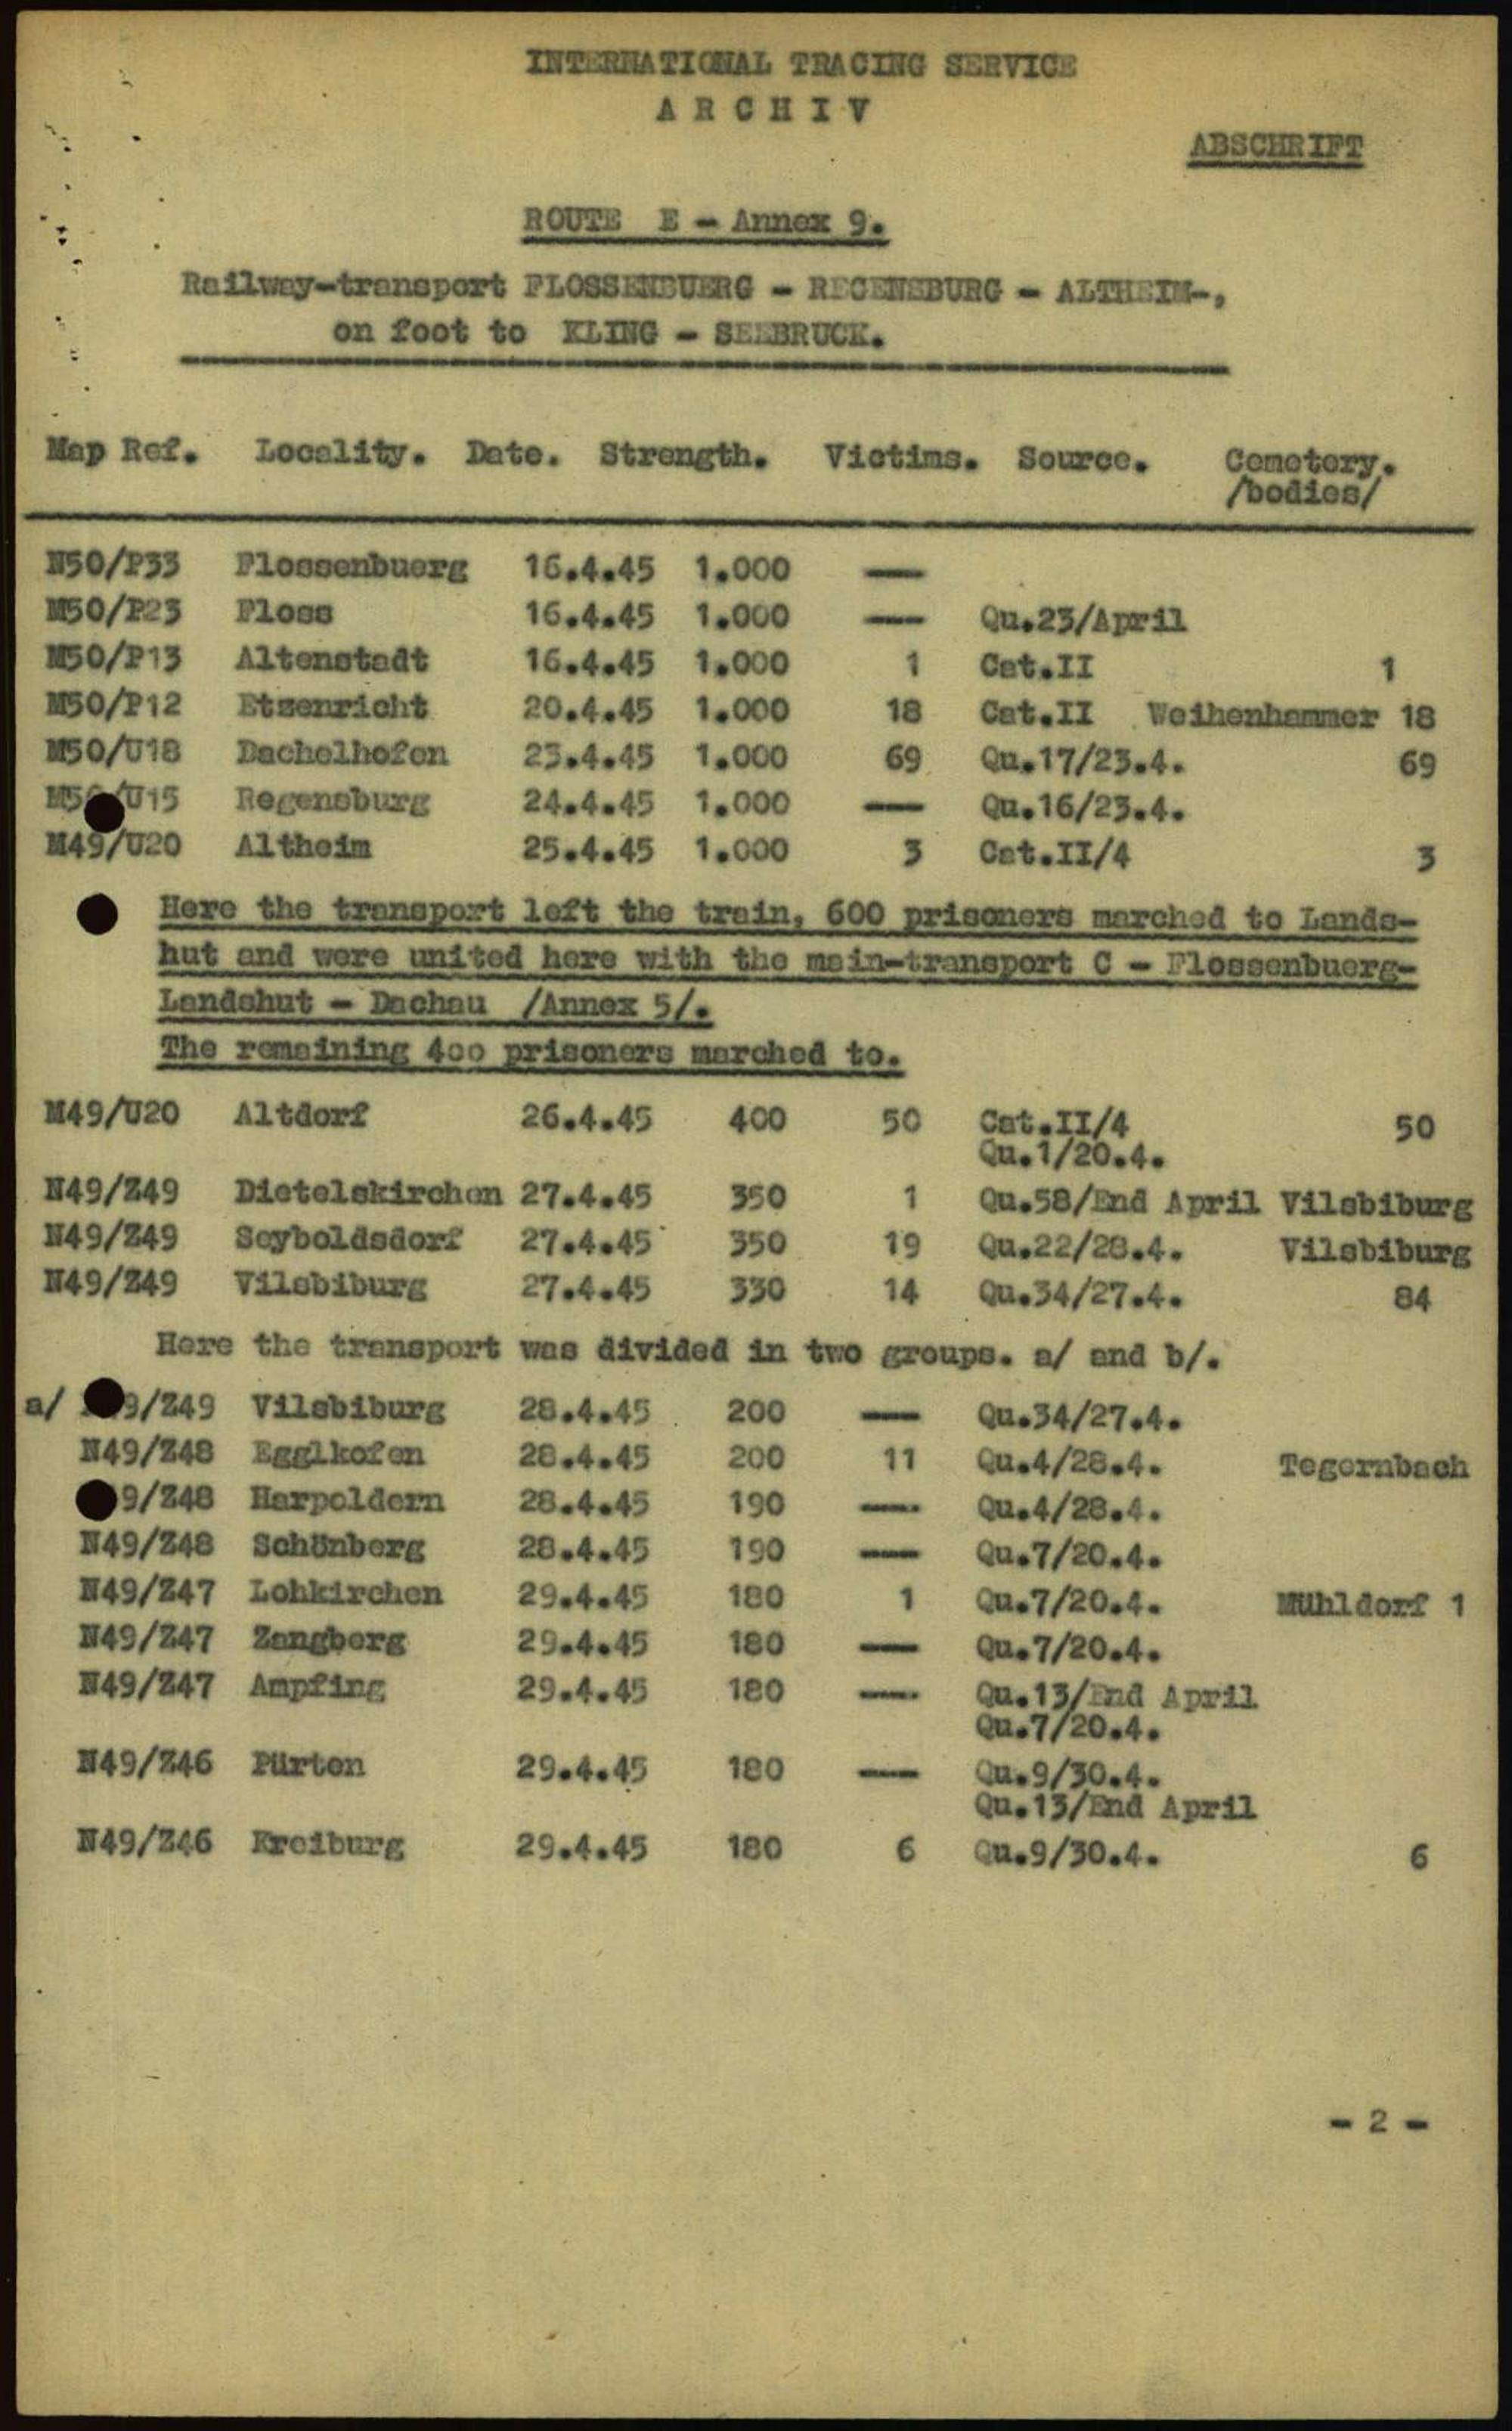 INTERNATIONAL TRACING SERVICE
A R C H I V
ABSCHRIFT
ROUTE E - Annex 9.
Railway-transport FLOSSENBUERG - REGENSBURG - ALTHEIM-,
on foot to KLING - SEEBRUCK.
Map Ref. Locality. Date. Strength. Victims. Source. Cemetery.
/bodies/
N50/P33 Flossenbuerg 16.4.45 1.000 —
M50/P23 Floss 16.4.45 1.000 — Qu.23/April
M50/P13 Altenstadt 16.4.45 1.000 1 Cat.II 1
M50/P12 Etzenricht 20.4.45 1.000 18 Cat.II Weihenhammer 18
M50/U18 Dachelhofen 23.4.45 1.000 69 Qu.17/23.4. 69
M50/U15 Regensburg 24.4.45 1.000 — Qu.16/23.4.
M49/U20 Altheim 25.4.45 1.000 3 Cat.II/4 3
Here the transport left the train, 600 prisoners marched to Lands-
hut and were united here with the main-transport C - Flossenbuerg-
Landshut - Dachau /Annex 5/.
The remaining 4oo prisoners marched to.
M49/U20 Altdorf 26.4.45 400 50 Cat.II/4 50
Qu.1/20.4.
N49/Z49 Dietelskirchen 27.4.45 350 1 Qu.58/End April Vilsbiburg
N49/Z49 Seyboldsdorf 27.4.45 350 19 Qu.22/28.4. Vilsbiburg
N49/Z49 Vilsbiburg 27.4.45 330 14 Qu.34/27.4. 84
Here the transport was divided in two groups. a/ and b/.
a/ 9/Z49 Vilsbiburg 28.4.45 200 — Qu.34/27.4.
N49/Z48 Egglkofen 28.4.45 200 11 Qu.4/28.4. Tegernbach
9/Z48 Harpoldern 28.4.45 190 — Qu.4/28.4.
N49/Z48 Schönberg 28.4.45 190 — Qu.7/20.4.
N49/Z47 Lohkirchen 29.4.45 180 1 Qu.7/20.4. Mühldorf 1
N49/Z47 Zangberg 29.4.45 180 — Qu.7/20.4.
N49/Z47 Ampfing 29.4.45 180 — Qu.13/End April
Qu.7/20.4.
N49/Z46 Pürten 29.4.45 180 — Qu.9/30.4.
Qu.13/End April
N49/Z46 Kreiburg 29.4.45 180 6 Qu.9/30.4. 6
- 2 -